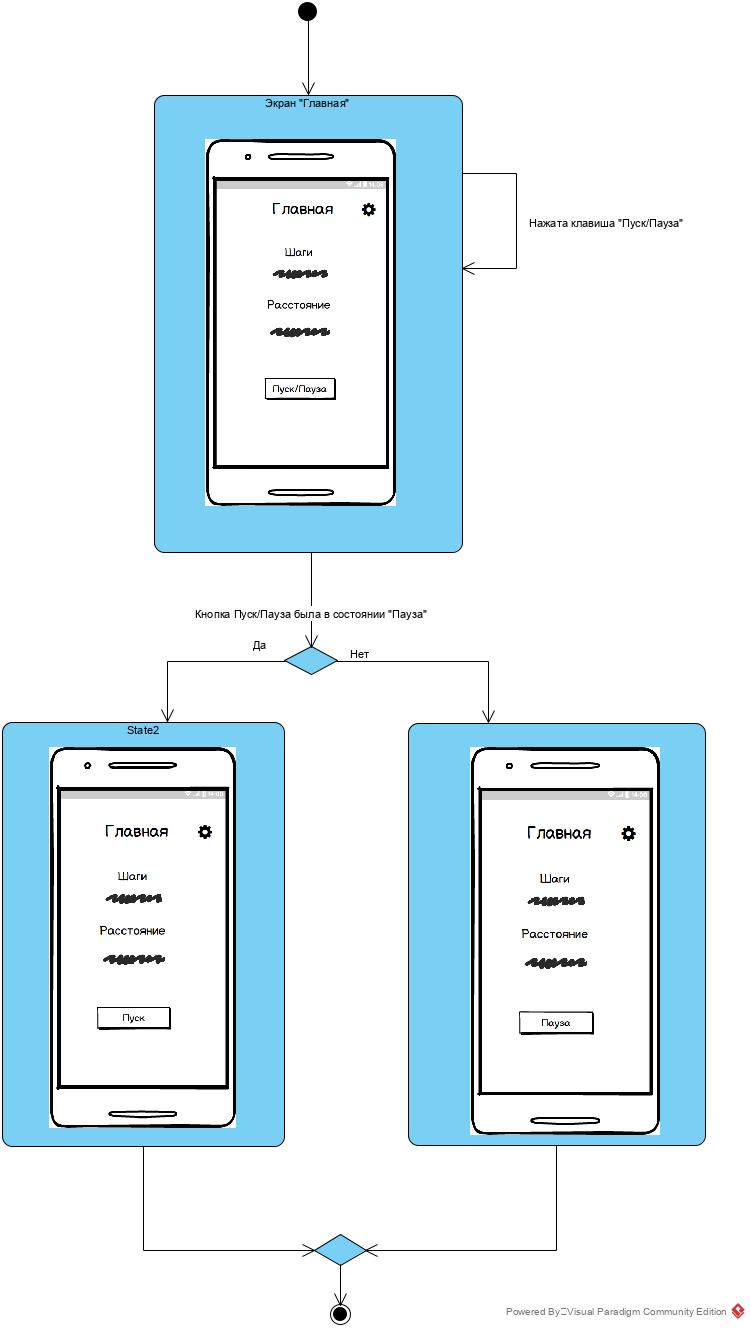 Экран "Главная"
Главная
Нажата клавиша "Пуск/Пауза"
Шаги
Расстояние
Пуск/Пауза
Кнопка Пуск/Пауза была в состоянии "Пауза"
Да
Нет
State2
Главная
Шаги
Расстояние
Пуск
Главная
Шаги
Расстояние
Пауза
Powered By Visual Paradigm Community Edition